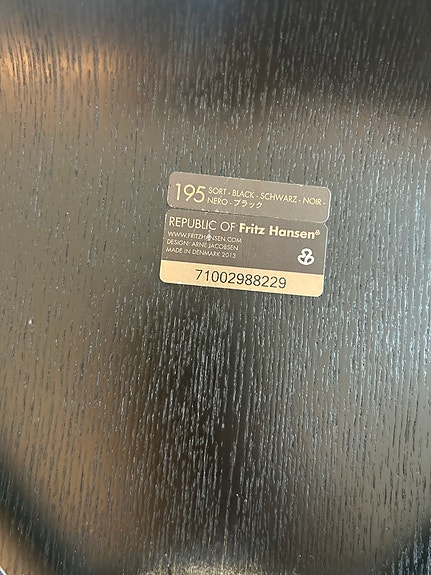 195 SORT - BLACK - SCHWARZ - NOIR -
NERO - ブラック
REPUBLIC OF Fritz Hansen®
WWW.FRITZHANSEN.COM
DESIGN: ARNE JACOBSEN
MADE IN DENMARK 2013
71002988229